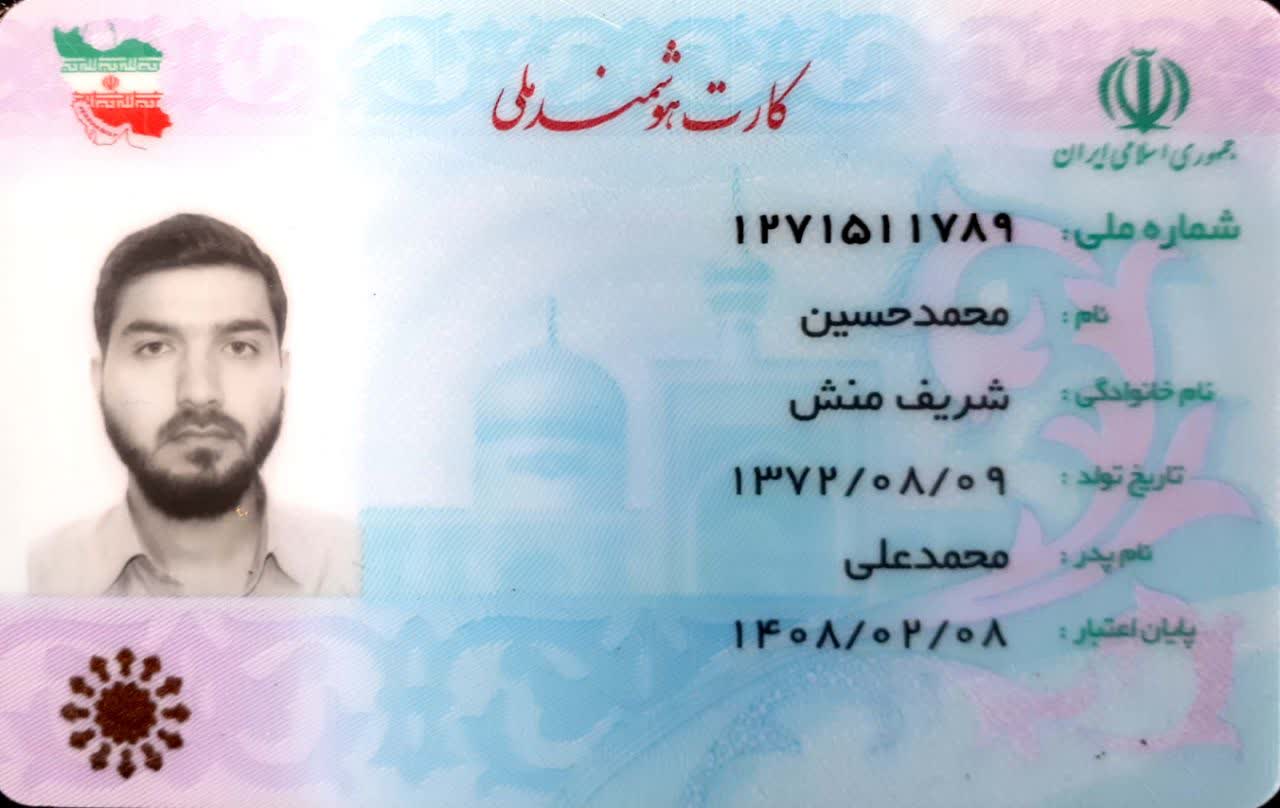 کارت هوشمند ملی
جمهوری اسلامی ایران
شماره ملی: ۱۲۷۱۵۱۱۷۸۹
نام: محمدحسین
نام خانوادگی: شریف منش
تاریخ تولد: ۱۳۷۲/۰۸/۰۹
نام پدر: محمدعلی
پایان اعتبار: ۱۴۰۸/۰۲/۰۸